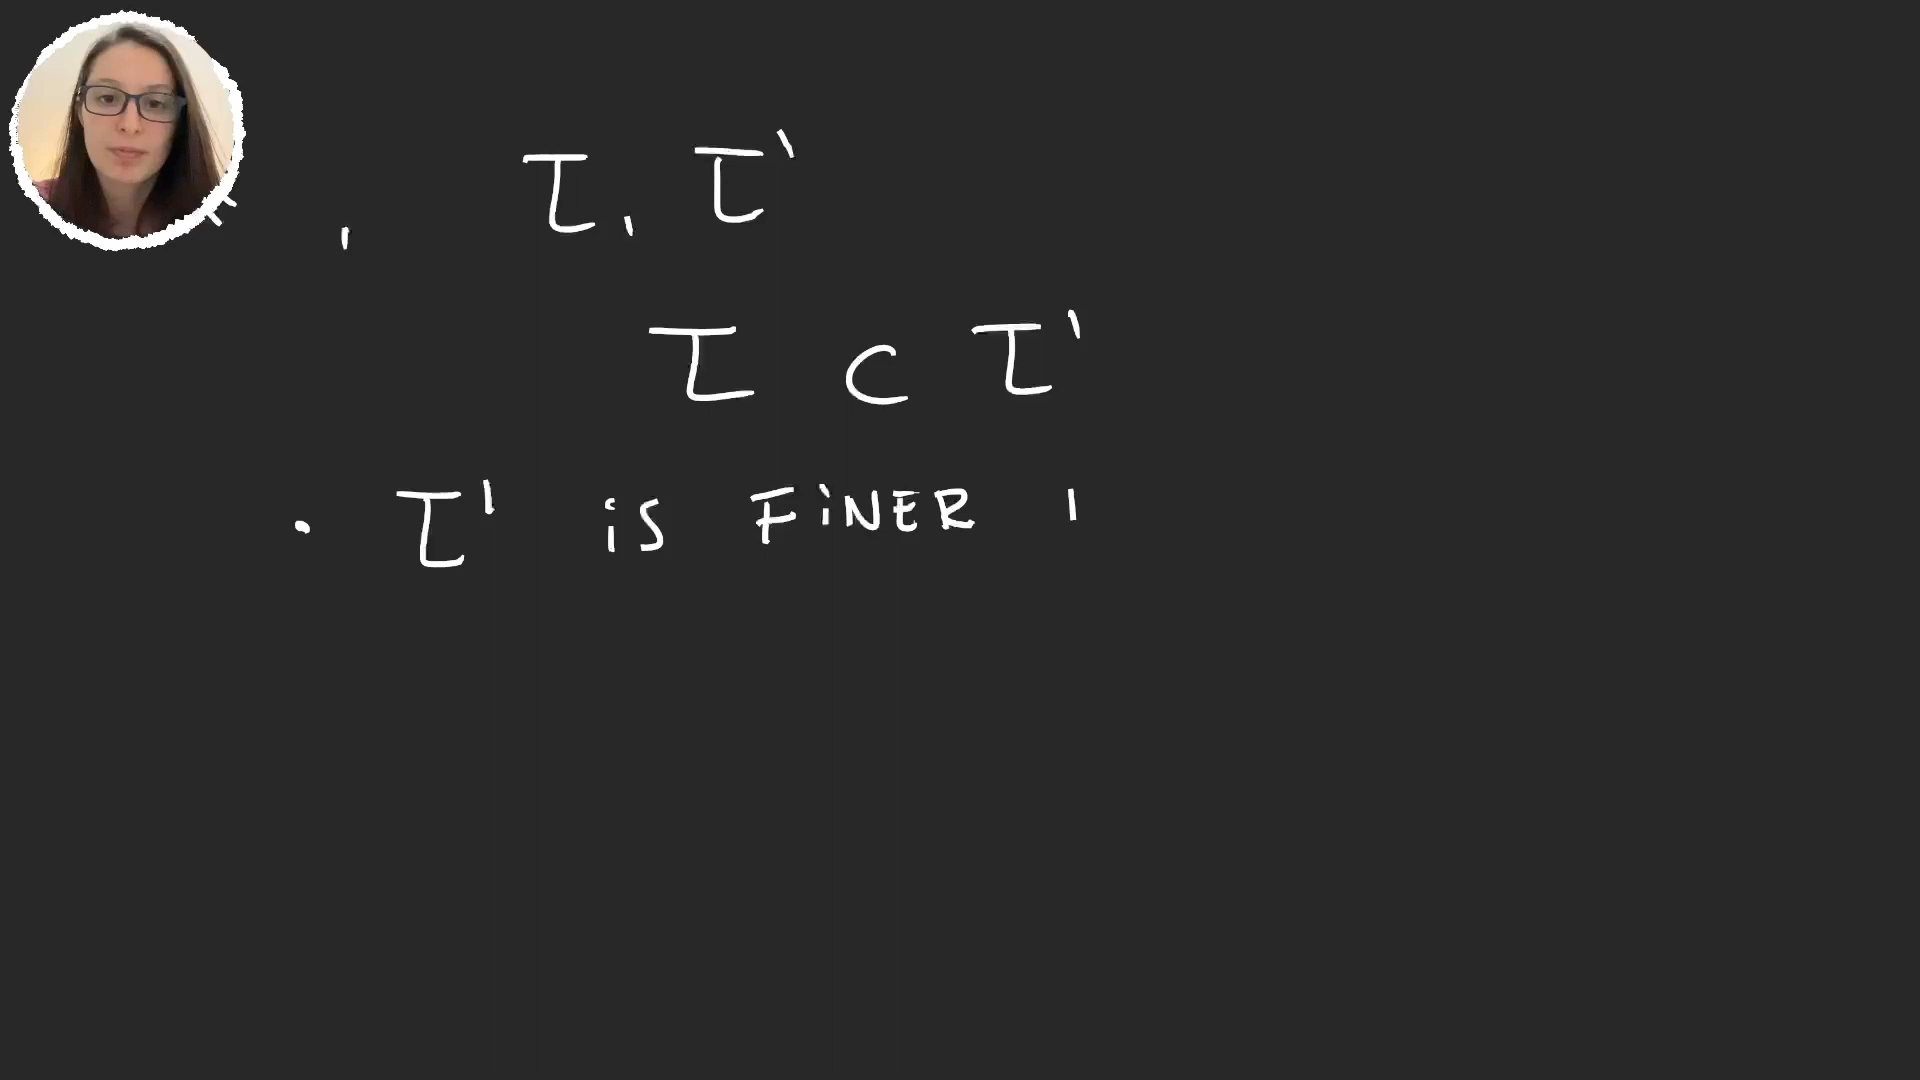 τ, τ'
τ ⊂ τ'
• τ' is FiNER